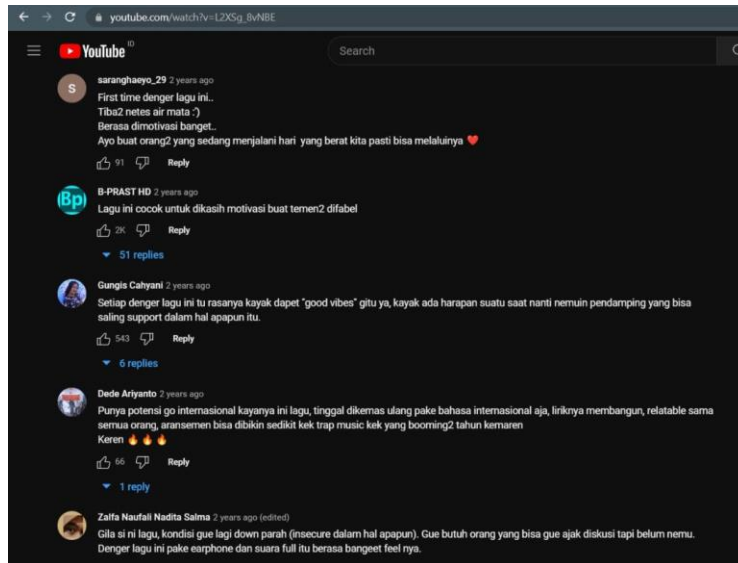 youtube.com/watch?v=L2XSg_8vNBE
YouTube ID
Search
S
saranghaeyo_29 2 years ago
First time denger lagu ini..
Tiba2 netes air mata :')
Berasa dimotivasi banget..
Ayo buat orang2 yang sedang menjalani hari yang berat kita pasti bisa melaluinya ❤️
91 Reply
Bp
B-PRAST HD 2 years ago
Lagu ini cocok untuk dikasih motivasi buat temen2 difabel
2K Reply
51 replies
Gungis Cahyani 2 years ago
Setiap denger lagu ini tu rasanya kayak dapet "good vibes" gitu ya, kayak ada harapan suatu saat nanti nemuin pendamping yang bisa
saling support dalam hal apapun itu.
543 Reply
6 replies
Dede Ariyanto 2 years ago
Punya potensi go internasional kayanya ini lagu, tinggal dikemas ulang pake bahasa internasional aja, liriknya membangun, relatable sama
semua orang, aransemen bisa dibikin sedikit kek trap music kek yang booming2 tahun kemaren
Keren 🔥🔥🔥
66 Reply
1 reply
Zalfa Naufali Nadita Salma 2 years ago (edited)
Gila si ni lagu, kondisi gue lagi down parah (insecure dalam hal apapun). Gue butuh orang yang bisa gue ajak diskusi tapi belum nemu.
Denger lagu ini pake earphone dan suara full itu berasa bangeet feel nya.